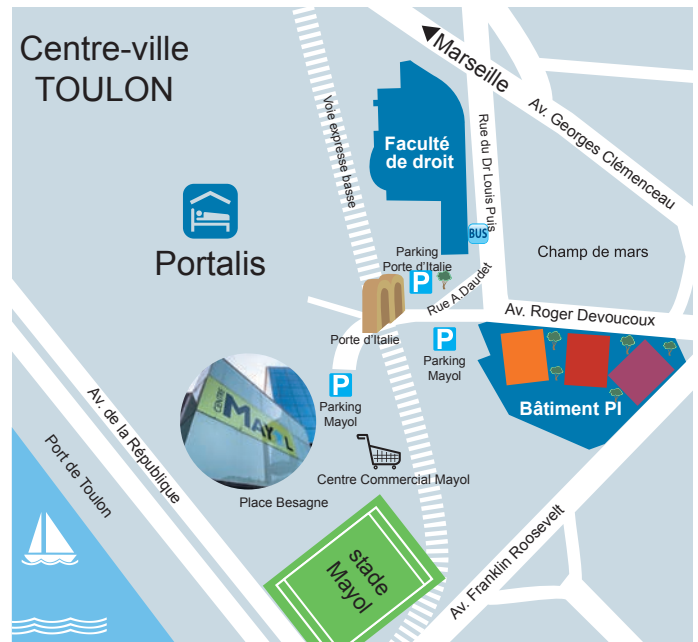 Centre-ville
TOULON
Marseille
Av. Georges Clémenceau
Voie expresse basse
Faculté
de droit
Rue du Dr Louis Puis
BUS
Champ de mars
Portalis
Parking
Porte d'Italie
P
Rue A.Daudet
Av. Roger Devoucoux
Porte d'Italie
P
Parking
Mayol
P
Parking
Mayol
Bâtiment PI
CENTRE
MAYOL
Av. de la République
Port de Toulon
Centre Commercial Mayol
Place Besagne
stade
Mayol
Av. Franklin Roosevelt